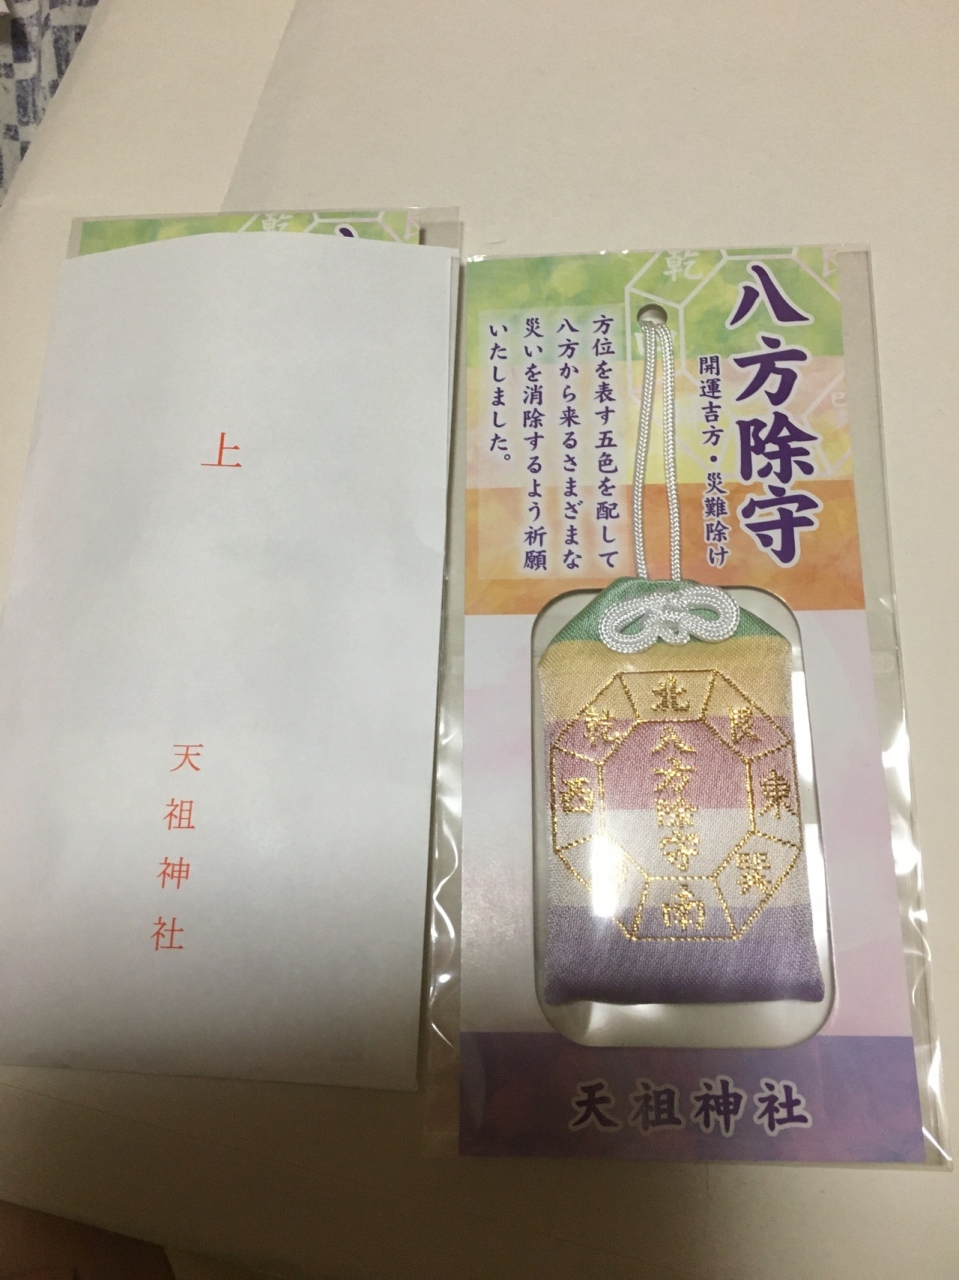 乾
上
天祖神社
乾
八方除守
開運吉方・災難除け
方位を表す五色を配して
八方から来るさまざまな
災いを消除するよう祈願
いたしました。
北
乾
艮
八方除守
西
東
巽
南
天祖神社